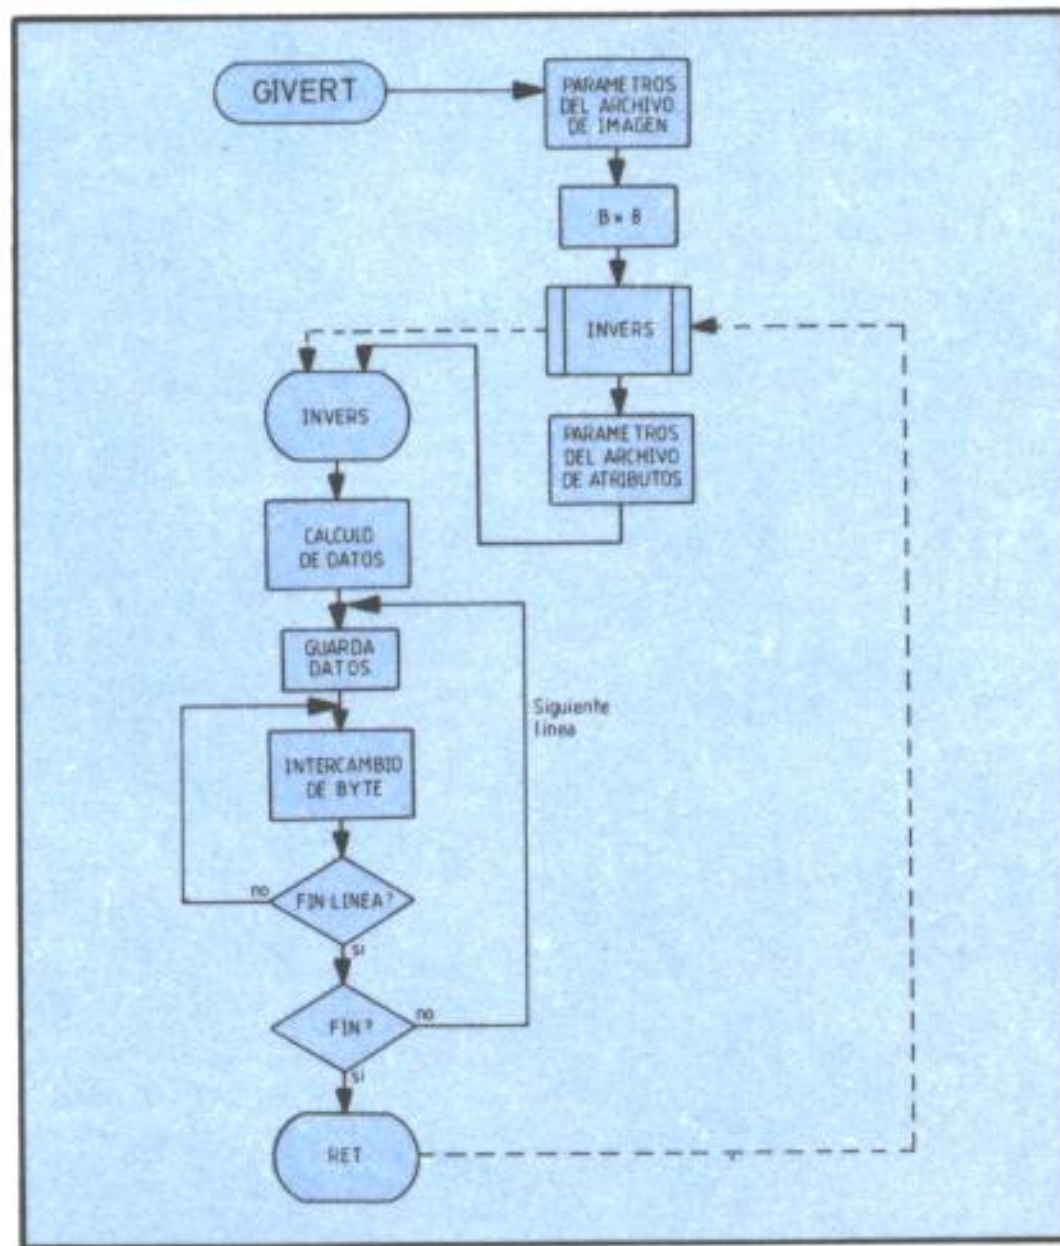 GIVERT
PARAMETROS
DEL ARCHIVO
DE IMAGEN
B * 8
INVERS
INVERS
PARAMETROS
DEL ARCHIVO
DE ATRIBUTOS
CALCULO
DE DATOS
GUARDA
DATOS
Siguiente
linea
INTERCAMBIO
DE BYTE
FIN LINEA?
no
si
FIN?
no
si
RET